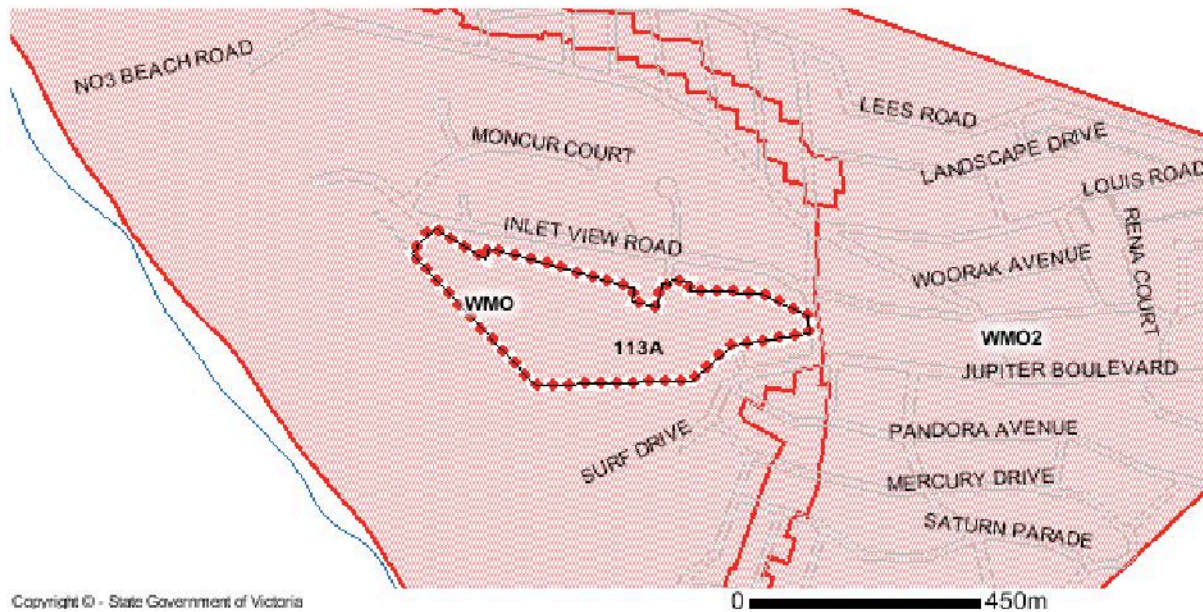 NO3 BEACH ROAD
LEES ROAD
MONCUR COURT
LANDSCAPE DRIVE
LOUIS ROAD
INLET VIEW ROAD
RENA COURT
WOORAK AVENUE
WMO
WMO2
113A
JUPITER BOULEVARD
SURF DRIVE
PANDORA AVENUE
MERCURY DRIVE
SATURN PARADE
Copyright © - State Government of Victoria
0 450m